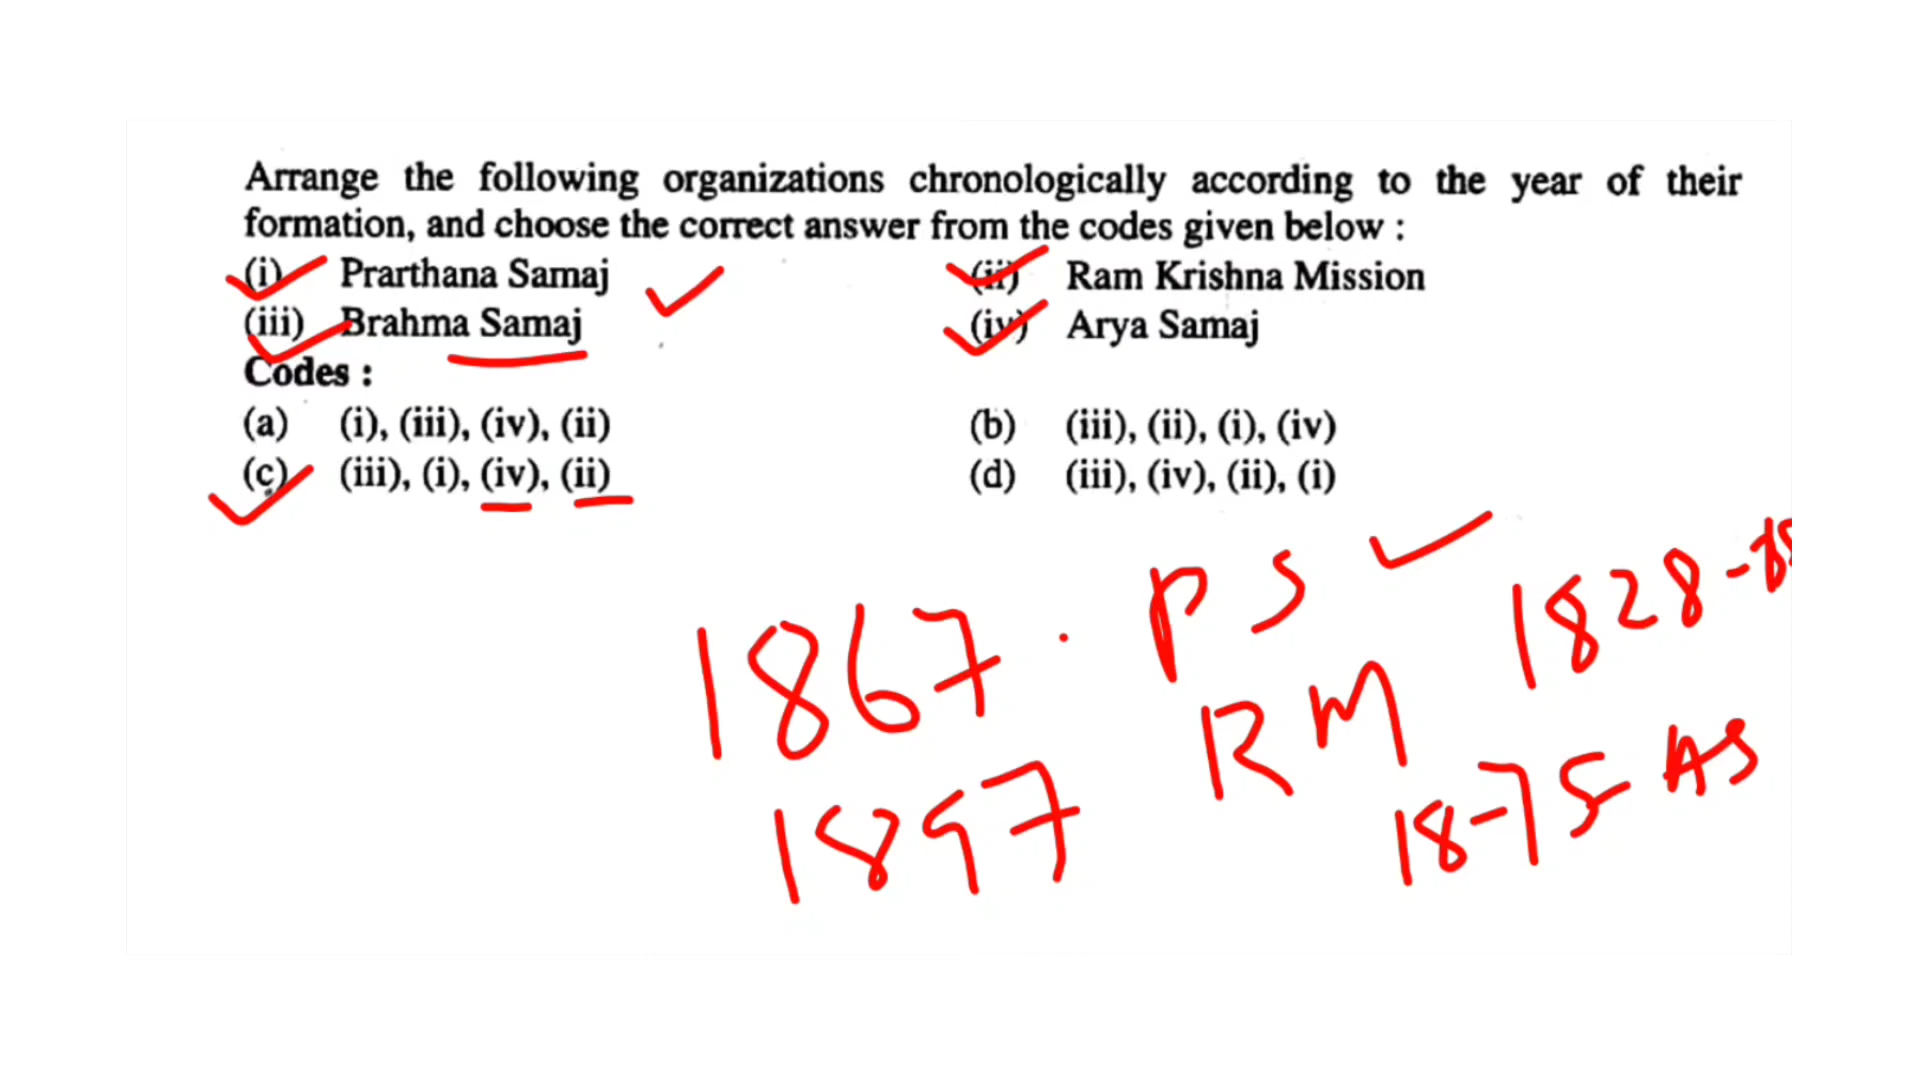 Arrange the following organizations chronologically according to the year of their
formation, and choose the correct answer from the codes given below :
(i) Prarthana Samaj (ii) Ram Krishna Mission
(iii) Brahma Samaj (iv) Arya Samaj
Codes :
(a) (i), (iii), (iv), (ii) (b) (iii), (ii), (i), (iv)
(c) (iii), (i), (iv), (ii) (d) (iii), (iv), (ii), (i)
1867 . PS 1828 -
1897 RM 1875 AS